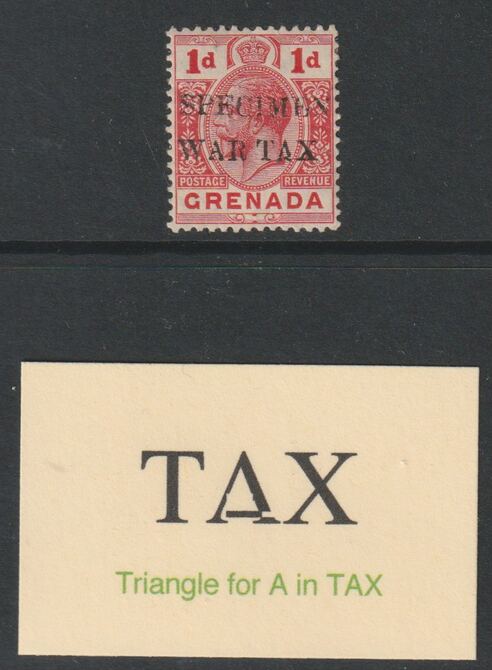 1d 1d
SPECIMEN
WAR TAX
POSTAGE REVENUE
GRENADA
TAX
Triangle for A in TAX